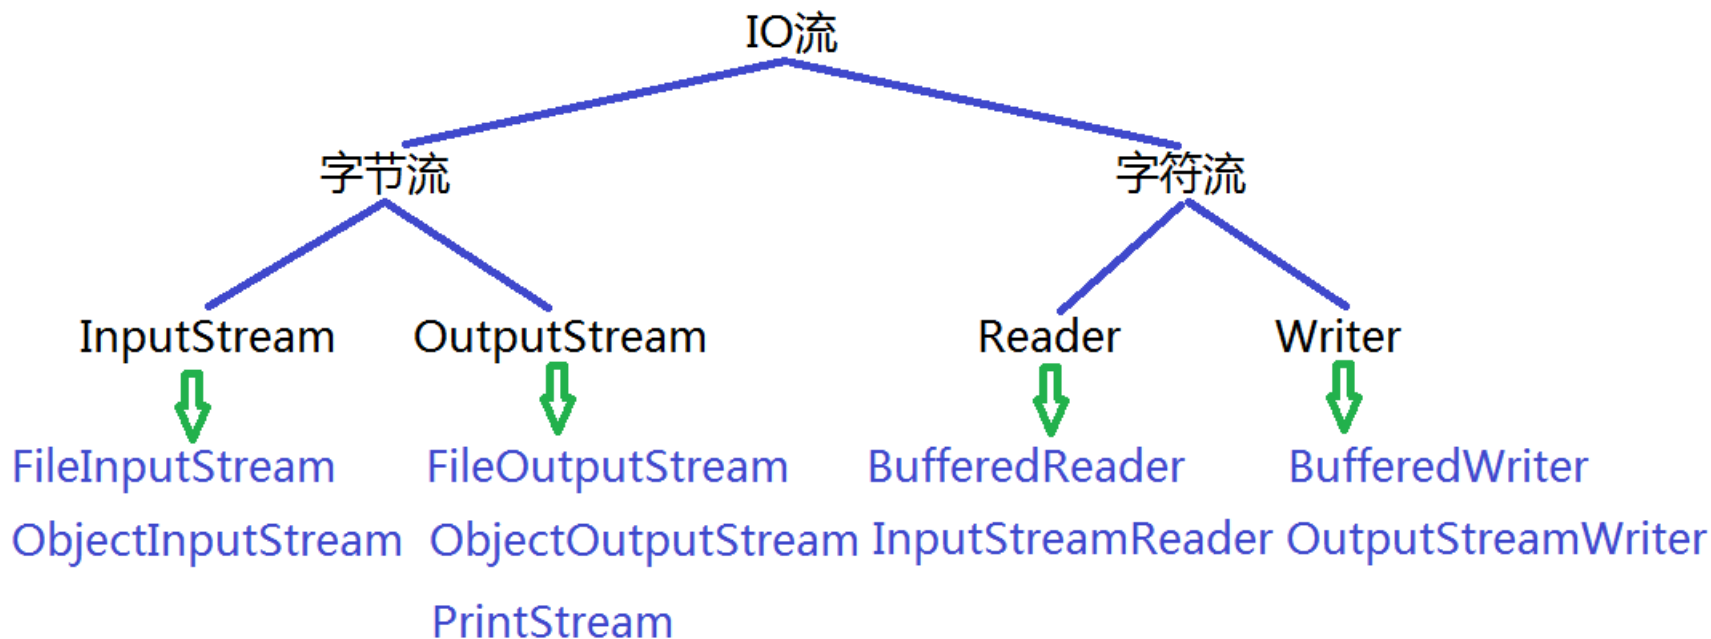 IO流
字节流
字符流
InputStream
OutputStream
Reader
Writer
FileInputStream
FileOutputStream
BufferedReader
BufferedWriter
ObjectInputStream
ObjectOutputStream
InputStreamReader
OutputStreamWriter
PrintStream